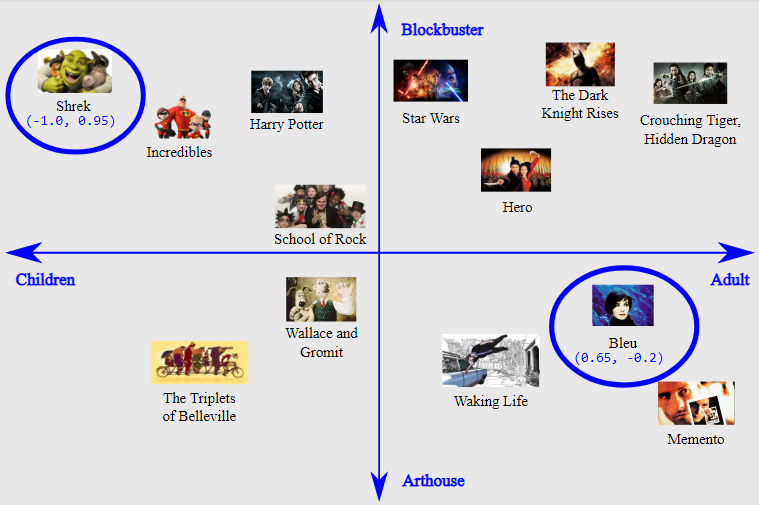 Blockbuster
Shrek
(-1.0, 0.95)
Incredibles
Harry Potter
Star Wars
The Dark
Knight Rises
Crouching Tiger,
Hidden Dragon
Hero
School of Rock
Children
Adult
Wallace and
Gromit
Bleu
(0.65, -0.2)
The Triplets
of Belleville
Waking Life
Memento
Arthouse